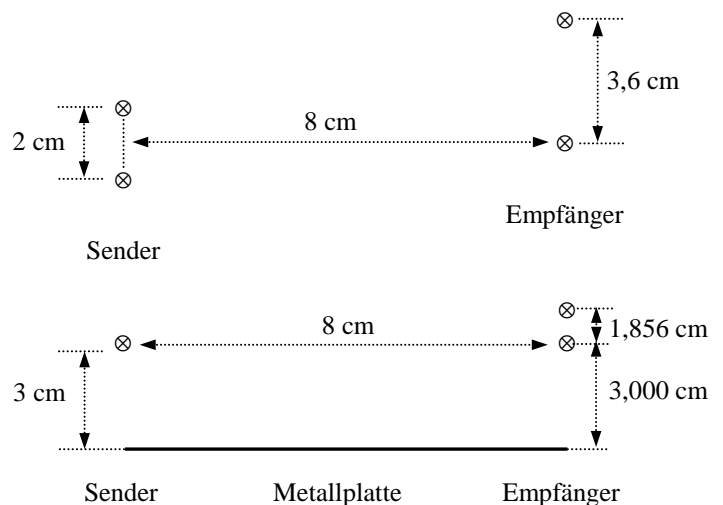 3,6 cm
8 cm
2 cm
Empfänger
Sender
8 cm
1,856 cm
3 cm
3,000 cm
Sender Metallplatte Empfänger